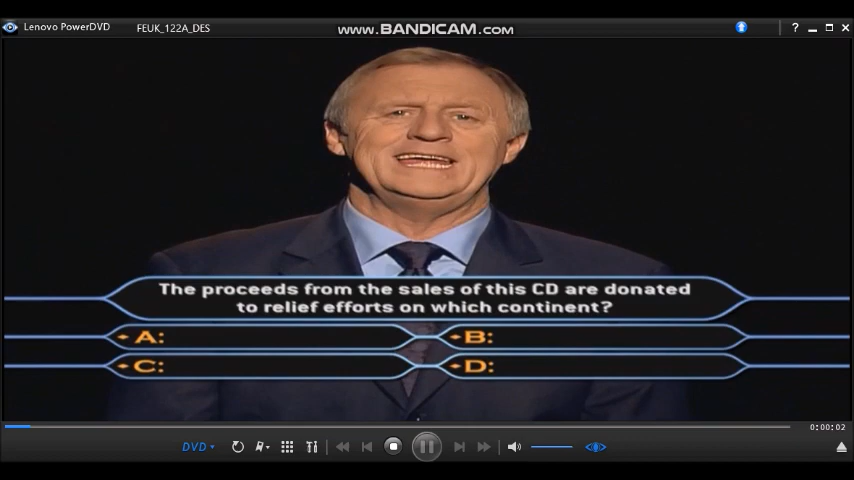 Lenovo PowerDVD
FEUK_122A_DES
WWW.BANDICAM.COM
?
The proceeds from the sales of this CD are donated
to relief efforts on which continent?
A:
B:
C:
D:
0:00:02
DVD